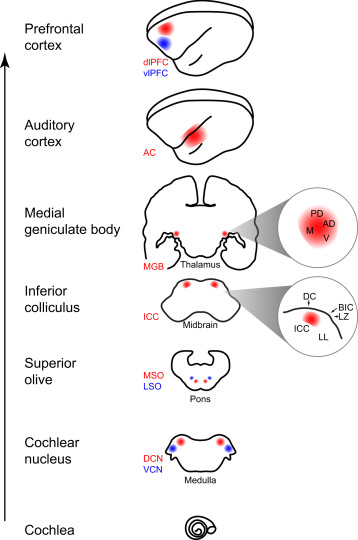 Prefrontal
cortex
dlPFC
vlPFC
Auditory
cortex
AC
Medial
geniculate body
MGB
Thalamus
PD
AD
M
V
Inferior
colliculus
ICC
Midbrain
DC
BIC
LZ
ICC
LL
Superior
olive
MSO
LSO
Pons
Cochlear
nucleus
DCN
VCN
Medulla
Cochlea